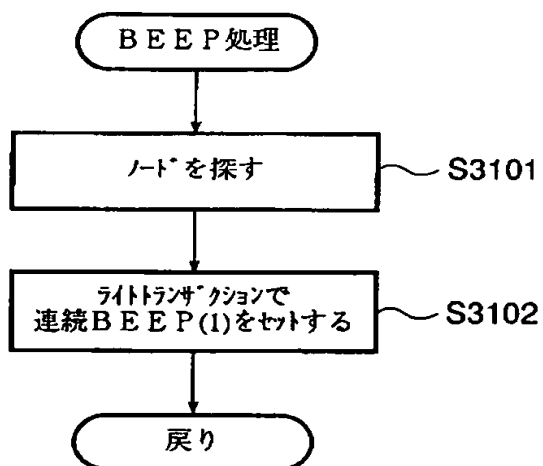 ＢＥＥＰ処理
ﾉｰﾄﾞを探す
S3101
ﾗｲﾄﾄﾗﾝｻﾞｸｼｮﾝで
連続ＢＥＥＰ(1)をｾｯﾄする
S3102
戻り